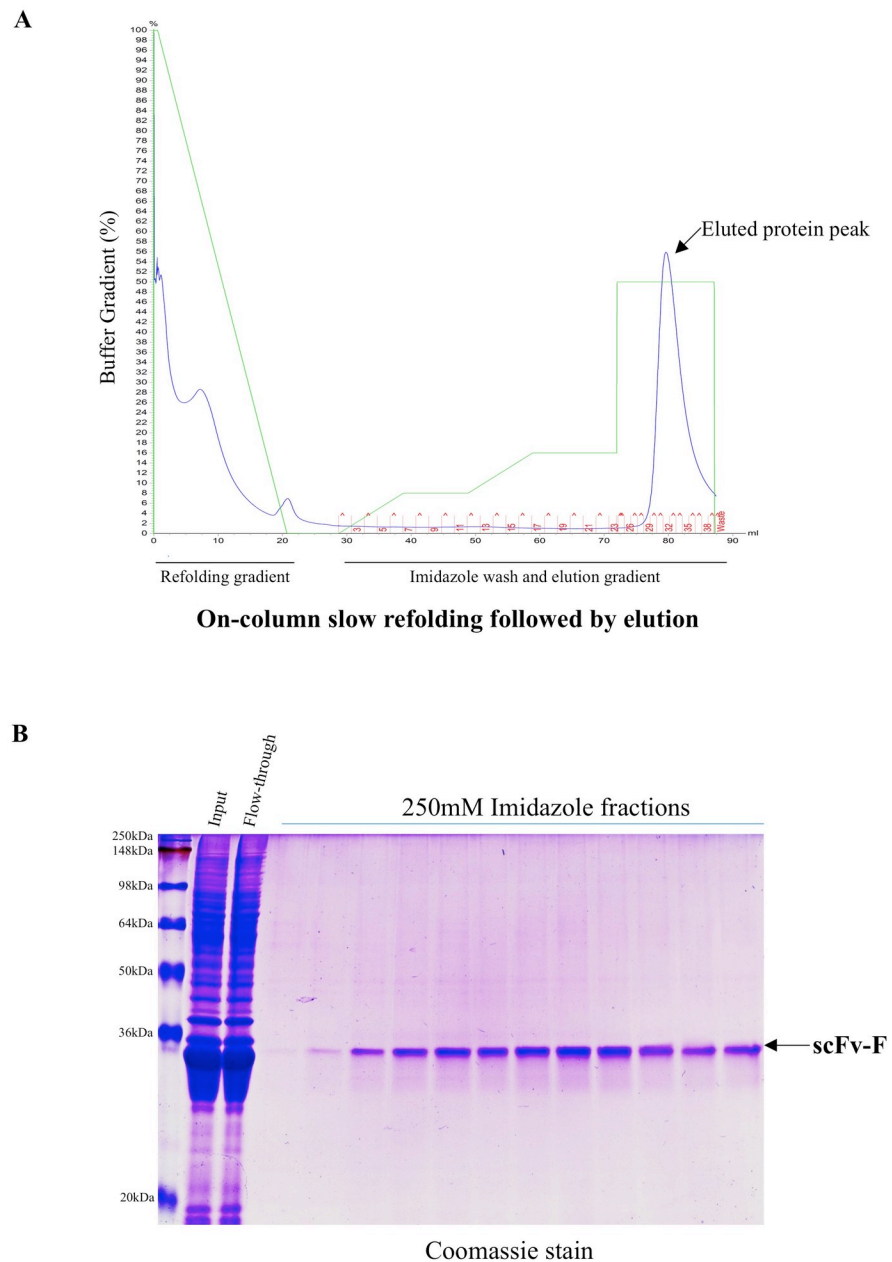 A
%
100
98
96
94
92
90
88
86
84
82
80
78
76
74
72
70
68
66
64
62
60
58
56
54
52
50
48
46
44
42
40
38
36
34
32
30
28
26
24
22
20
18
16
14
12
10
8
6
4
2
0
Buffer Gradient (%)
Eluted protein peak
3 5 7 9 11 13 15 17 19 21 23 26 29 32 35 38 Waste
0 10 20 30 40 50 60 70 80 90 ml
Refolding gradient
Imidazole wash and elution gradient
On-column slow refolding followed by elution
B
Input
Flow-through
250mM Imidazole fractions
250kDa
148kDa
98kDa
64kDa
50kDa
36kDa
scFv-F
20kDa
Coomassie stain